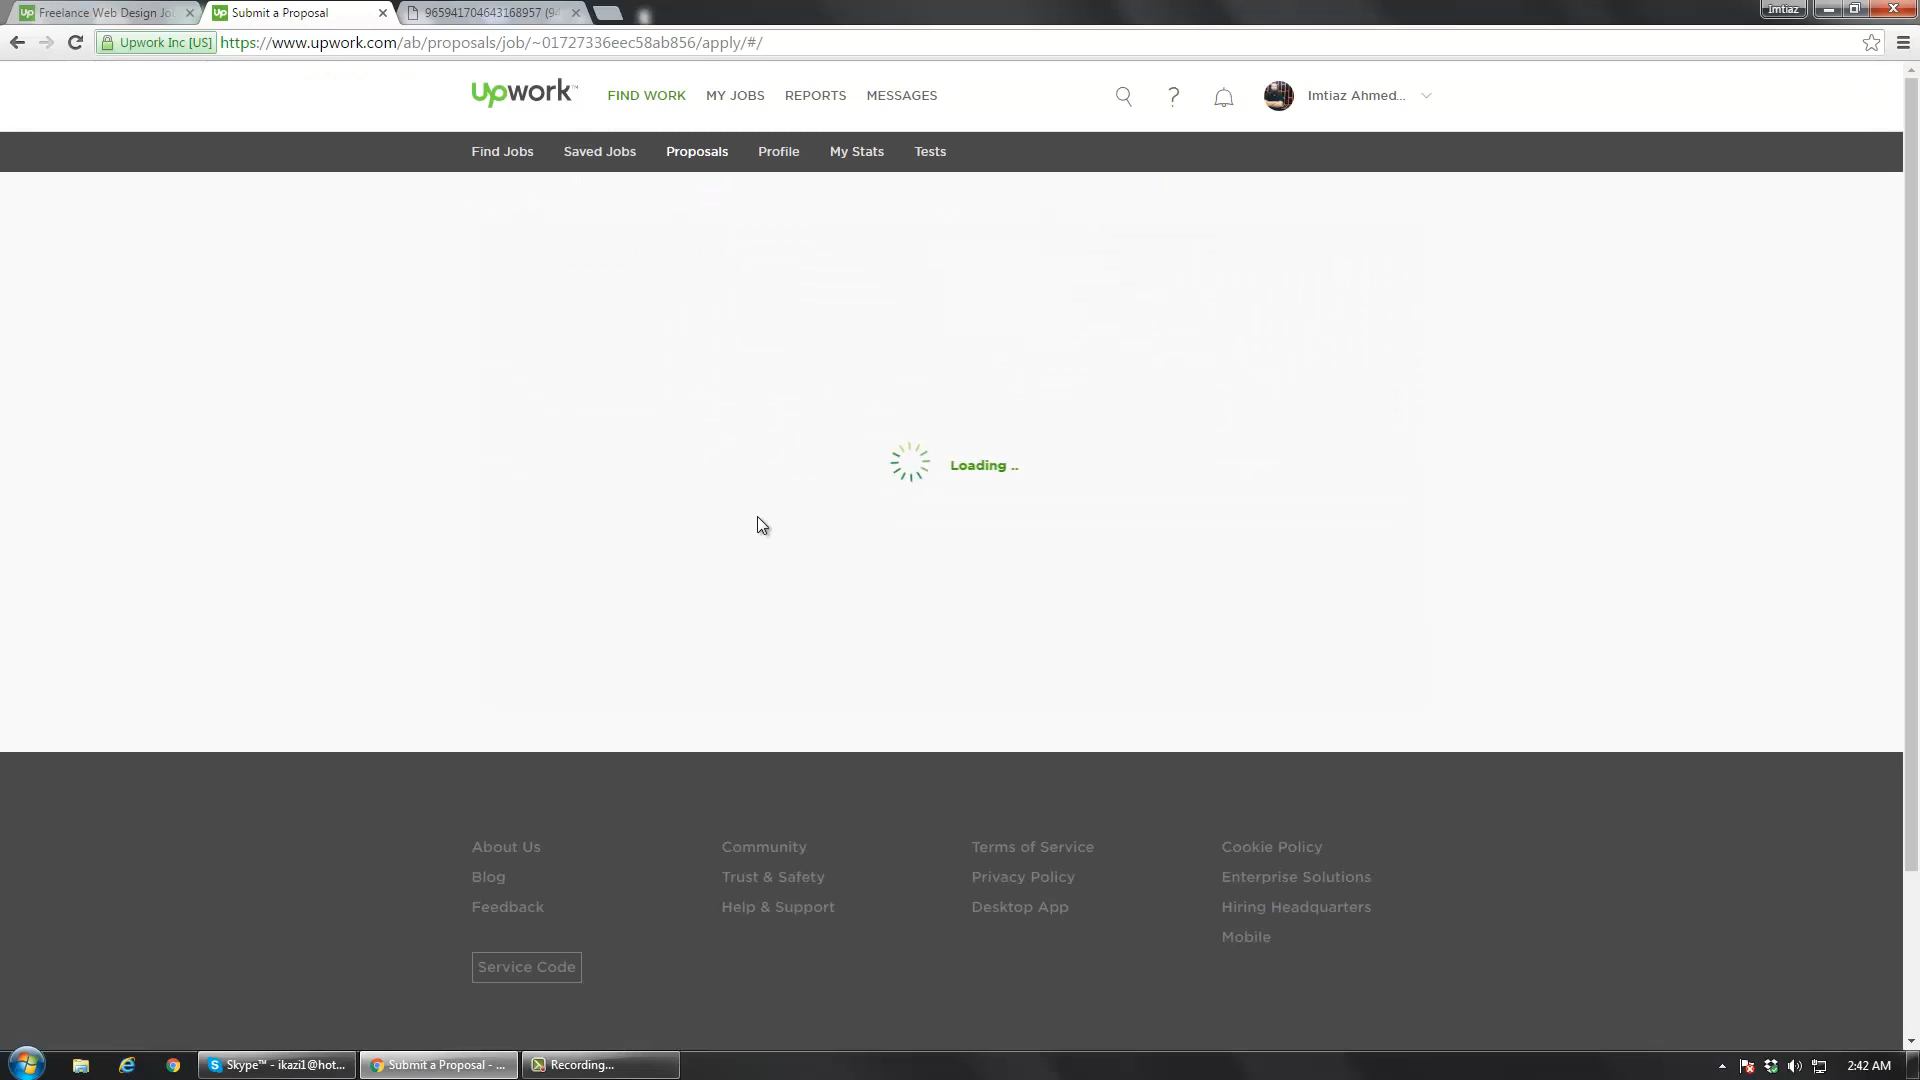 Freelance Web Design Jo
Submit a Proposal
965941704643168957 (94
Imtiaz
Upwork Inc [US]
https://www.upwork.com/ab/proposals/job/~01727336eec58ab856/apply/#/
Upwork™
FIND WORK
MY JOBS
REPORTS
MESSAGES
?
Imtiaz Ahmed...
Find Jobs
Saved Jobs
Proposals
Profile
My Stats
Tests
Loading ..
About Us
Community
Terms of Service
Cookie Policy
Blog
Trust & Safety
Privacy Policy
Enterprise Solutions
Feedback
Help & Support
Desktop App
Hiring Headquarters
Mobile
Service Code
Skype™ - ikazi1@hot...
Submit a Proposal - ...
Recording...
2:42 AM